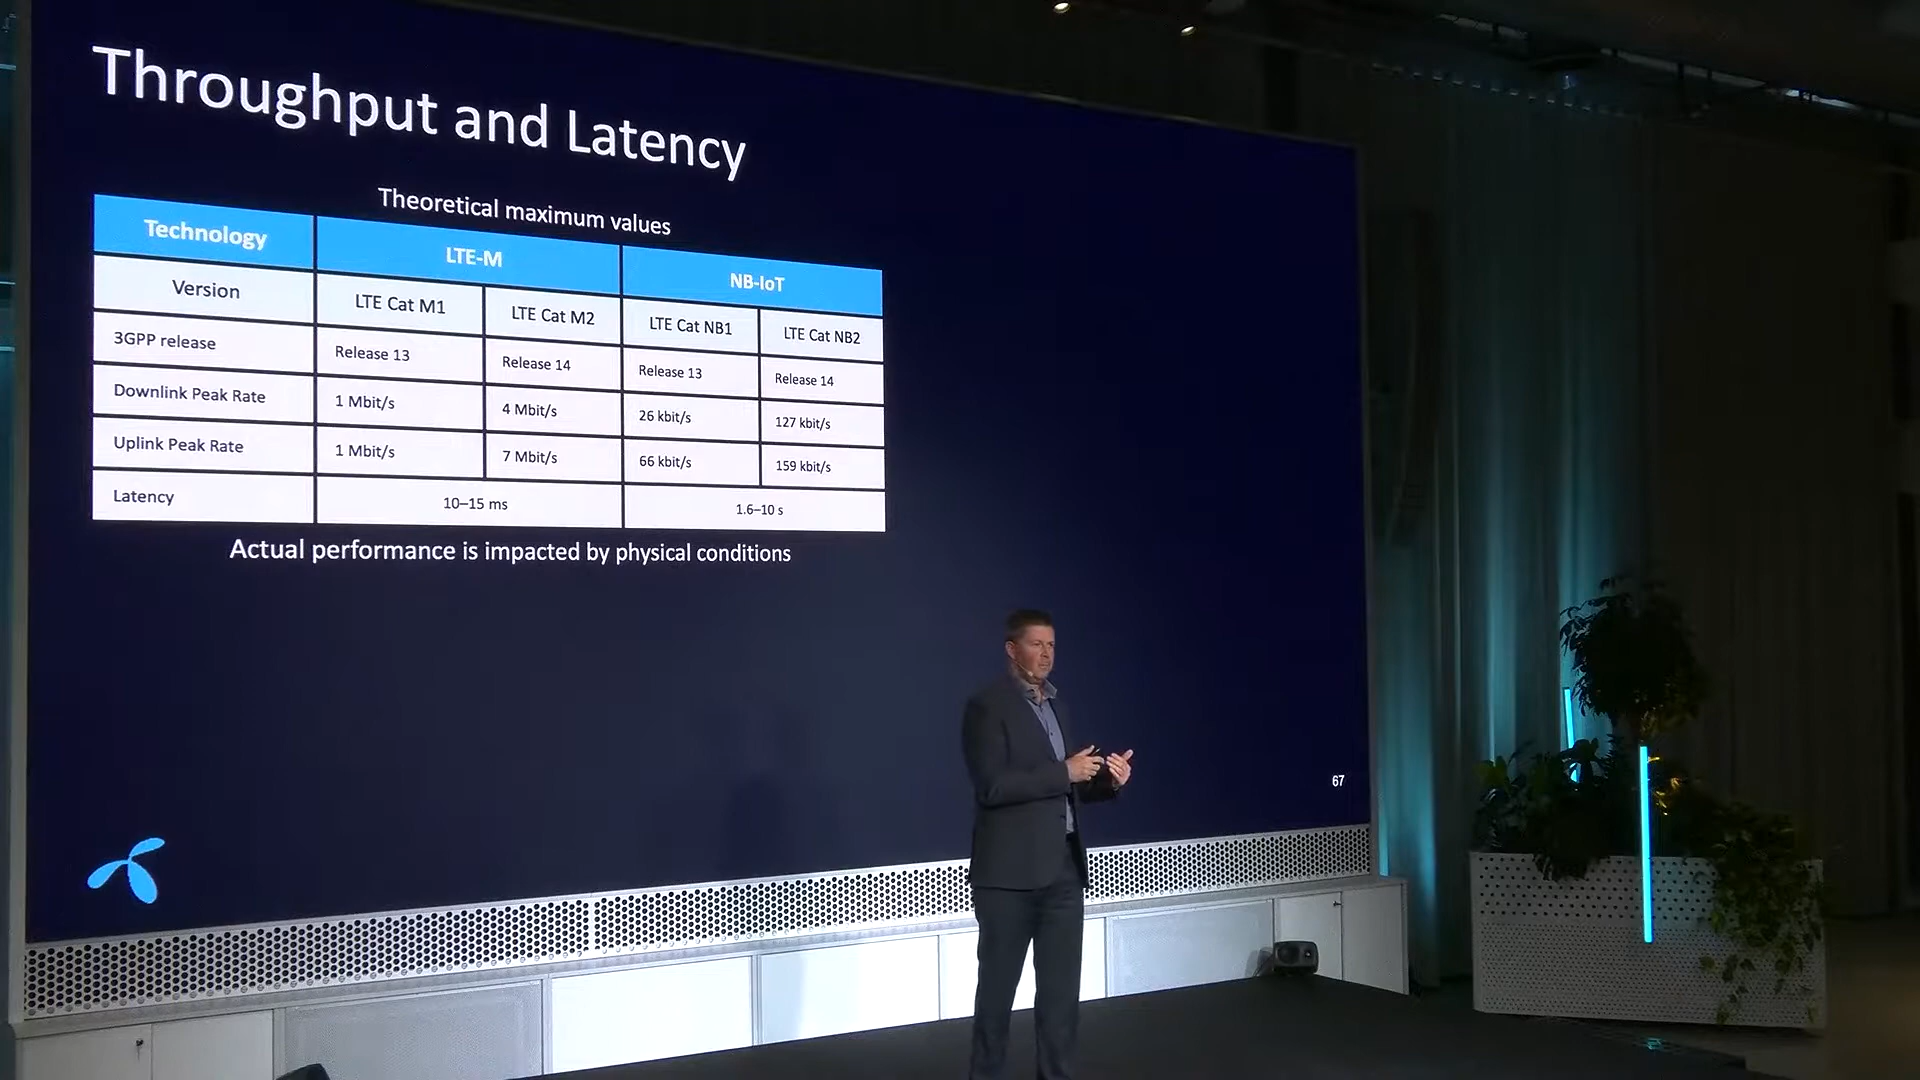 Throughput and Latency
Theoretical maximum values
Technology LTE-M NB-IoT
Version LTE Cat M1 LTE Cat M2 LTE Cat NB1 LTE Cat NB2
3GPP release Release 13 Release 14 Release 13 Release 14
Downlink Peak Rate 1 Mbit/s 4 Mbit/s 26 kbit/s 127 kbit/s
Uplink Peak Rate 1 Mbit/s 7 Mbit/s 66 kbit/s 159 kbit/s
Latency 10–15 ms 1.6–10 s
Actual performance is impacted by physical conditions
67